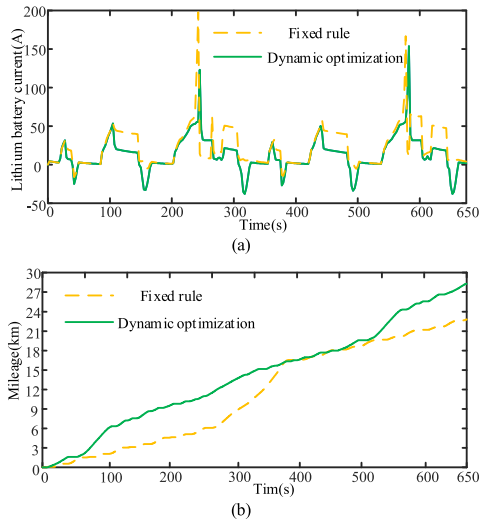 200
150
100
50
0
-50
Lithium battery current(A)
Fixed rule
Dynamic optimization
0 100 200 300 400 500 600 650
Time(s)
(a)
30
27
24
21
18
15
12
9
6
3
0
Mileage(km)
Fixed rule
Dynamic optimization
0 100 200 300 400 500 600 650
Tim(s)
(b)